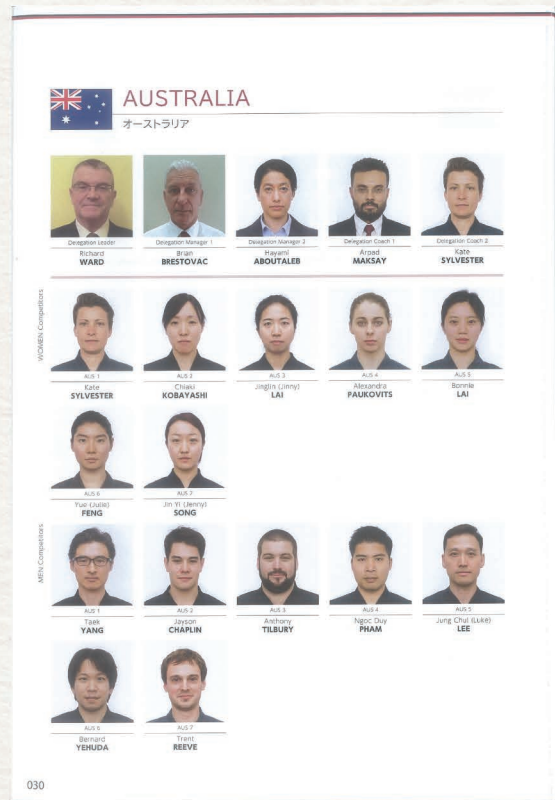 AUSTRALIA
オーストラリア
Delegation Leader
Richard
WARD
Delegation Manager 1
Brian
BRESTOVAC
Delegation Manager 2
Hayami
ABOUTALEB
Delegation Coach 1
Arpad
MAKSAY
Delegation Coach 2
Kate
SYLVESTER
WOMEN Competitors
AUS 1
Kate
SYLVESTER
AUS 2
Chiaki
KOBAYASHI
AUS 3
Jinglin (Jinny)
LAI
AUS 4
Alexandra
PAUKOVITS
AUS 5
Bonnie
LAI
AUS 6
Yue (Julie)
FENG
AUS 7
Jin Yi (Jenny)
SONG
MEN Competitors
AUS 1
Taek
YANG
AUS 2
Jayson
CHAPLIN
AUS 3
Anthony
TILBURY
AUS 4
Ngoc Duy
PHAM
AUS 5
Jung Chul (Luke)
LEE
AUS 6
Bernard
YEHUDA
AUS 7
Trent
REEVE
030